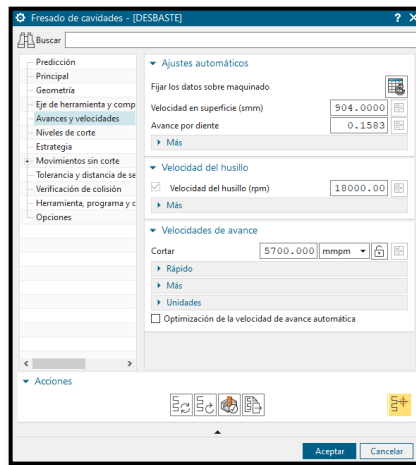 Fresado de cavidades - [DESBASTE]
Buscar
Predicción
Principal
Geometría
Eje de herramienta y comp
Avances y velocidades
Niveles de corte
Estrategia
Movimientos sin corte
Tolerancia y distancia de se
Verificación de colisión
Herramienta, programa y c
Opciones
Ajustes automáticos
Fijar los datos sobre maquinado
Velocidad en superficie (smm) 904.0000
Avance por diente 0.1583
Más
Velocidad del husillo
Velocidad del husillo (rpm) 18000.00
Más
Velocidades de avance
Cortar 5700.000 mmpm
Rápido
Más
Unidades
Optimización de la velocidad de avance automática
Acciones
Aceptar Cancelar